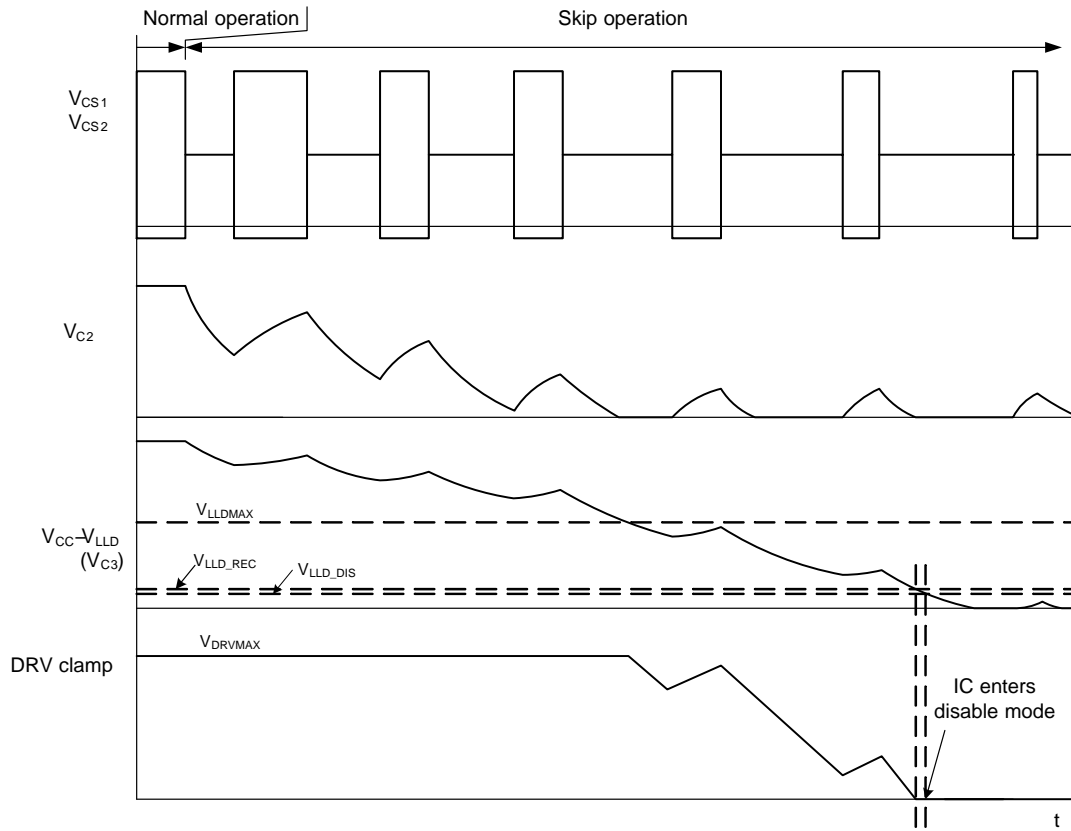 Normal operation
Skip operation
VCS1
VCS2
VC2
VLLDMAX
VCC–VLLD
(VC3)
VLLD_REC
VLLD_DIS
VDRVMAX
DRV clamp
IC enters
disable mode
t